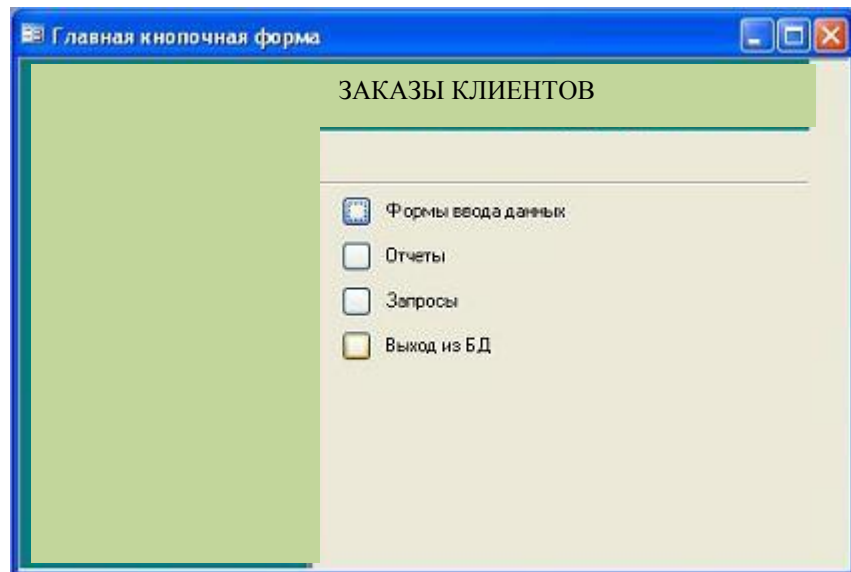 Главная кнопочная форма
ЗАКАЗЫ КЛИЕНТОВ
Формы ввода данных
Отчеты
Запросы
Выход из БД